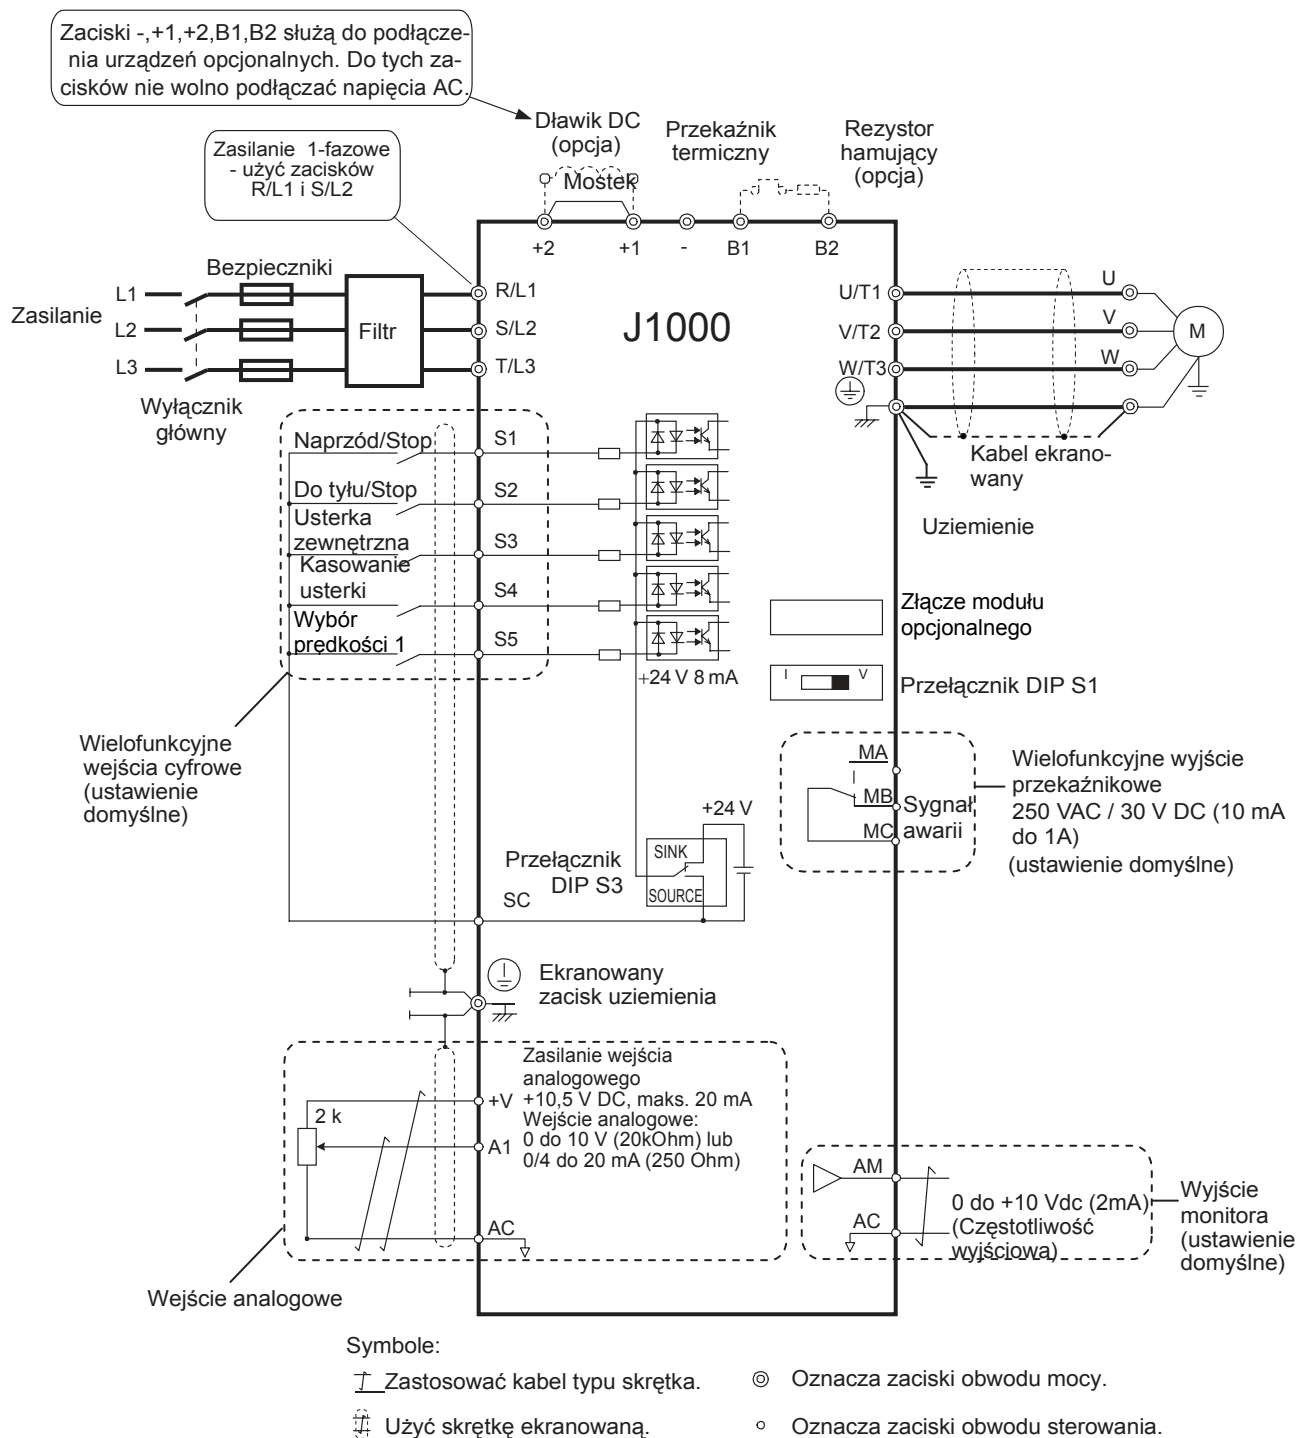 Zaciski -,+1,+2,B1,B2 służą do podłącze-
nia urządzeń opcjonalnych. Do tych za-
cisków nie wolno podłączać napięcia AC.
Zasilanie 1-fazowe
- użyć zacisków
R/L1 i S/L2
Dławik DC
(opcja)
Mostek
Przekaźnik
termiczny
Rezystor
hamujący
(opcja)
+2
+1
-
B1
B2
Bezpieczniki
Zasilanie
L1
L2
L3
Filtr
Wyłącznik
główny
R/L1
S/L2
T/L3
J1000
U/T1
V/T2
W/T3
U
V
W
M
Kabel ekrano-
wany
Uziemienie
Naprzód/Stop
S1
Do tyłu/Stop
S2
Usterka
zewnętrzna
S3
Kasowanie
usterki
S4
Wybór
prędkości 1
S5
+24 V 8 mA
Złącze modułu
opcjonalnego
I V
Przełącznik DIP S1
Wielofunkcyjne
wejścia cyfrowe
(ustawienie
domyślne)
MA
MB
MC
Sygnał
awarii
Wielofunkcyjne wyjście
przekaźnikowe
250 VAC / 30 V DC (10 mA
do 1A)
(ustawienie domyślne)
+24 V
Przełącznik
DIP S3
SINK
SOURCE
SC
Ekranowany
zacisk uziemienia
Zasilanie wejścia
analogowego
+V +10,5 V DC, maks. 20 mA
Wejście analogowe:
0 do 10 V (20kOhm) lub
0/4 do 20 mA (250 Ohm)
2 k
A1
AC
Wejście analogowe
AM
AC
0 do +10 Vdc (2mA)
(Częstotliwość
wyjściowa)
Wyjście
monitora
(ustawienie
domyślne)
Symbole:
Zastosować kabel typu skrętka.
Oznacza zaciski obwodu mocy.
Użyć skrętkę ekranowaną.
Oznacza zaciski obwodu sterowania.